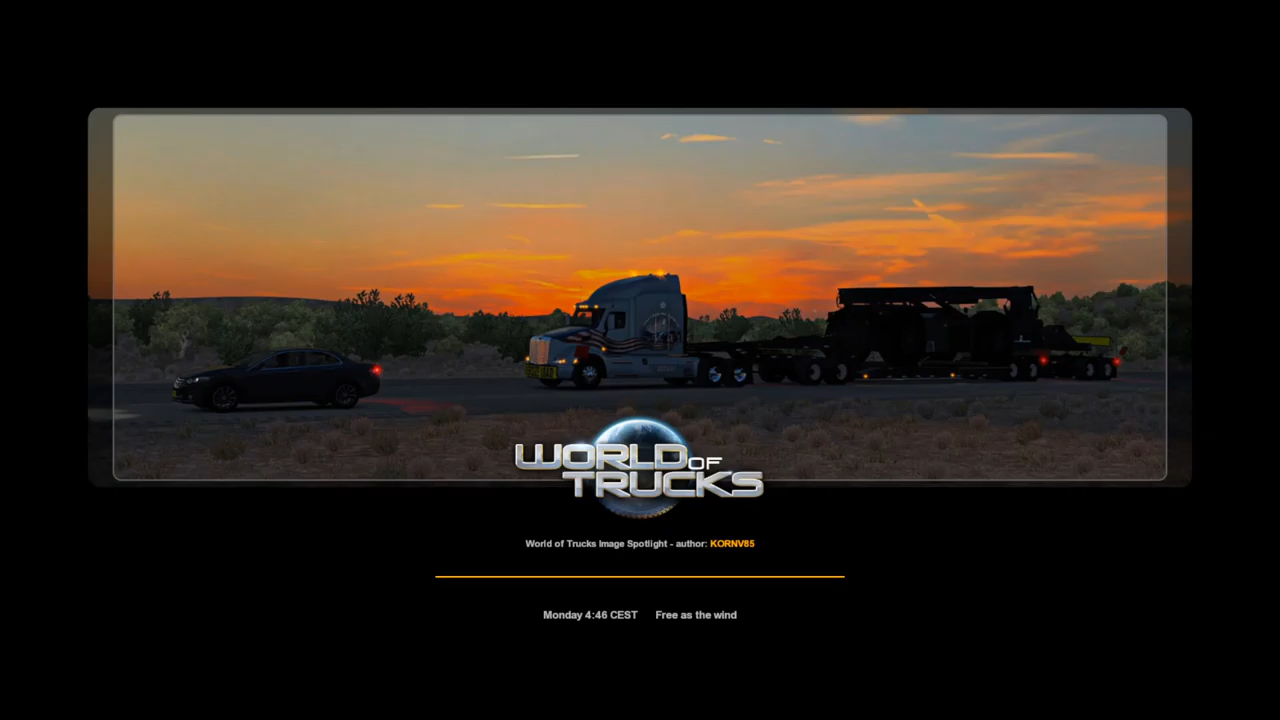 WORLD OF
TRUCKS
World of Trucks Image Spotlight - author: KORNV85
Monday 4:46 CEST Free as the wind